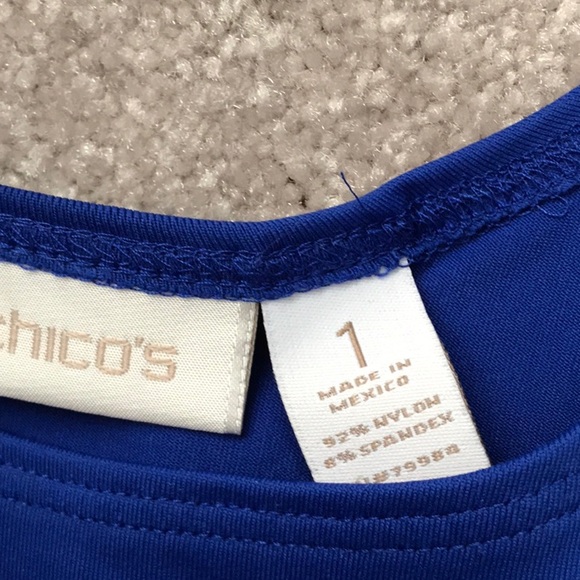 chico's
1
MADE IN
MEXICO
92% NYLON
8% SPANDEX